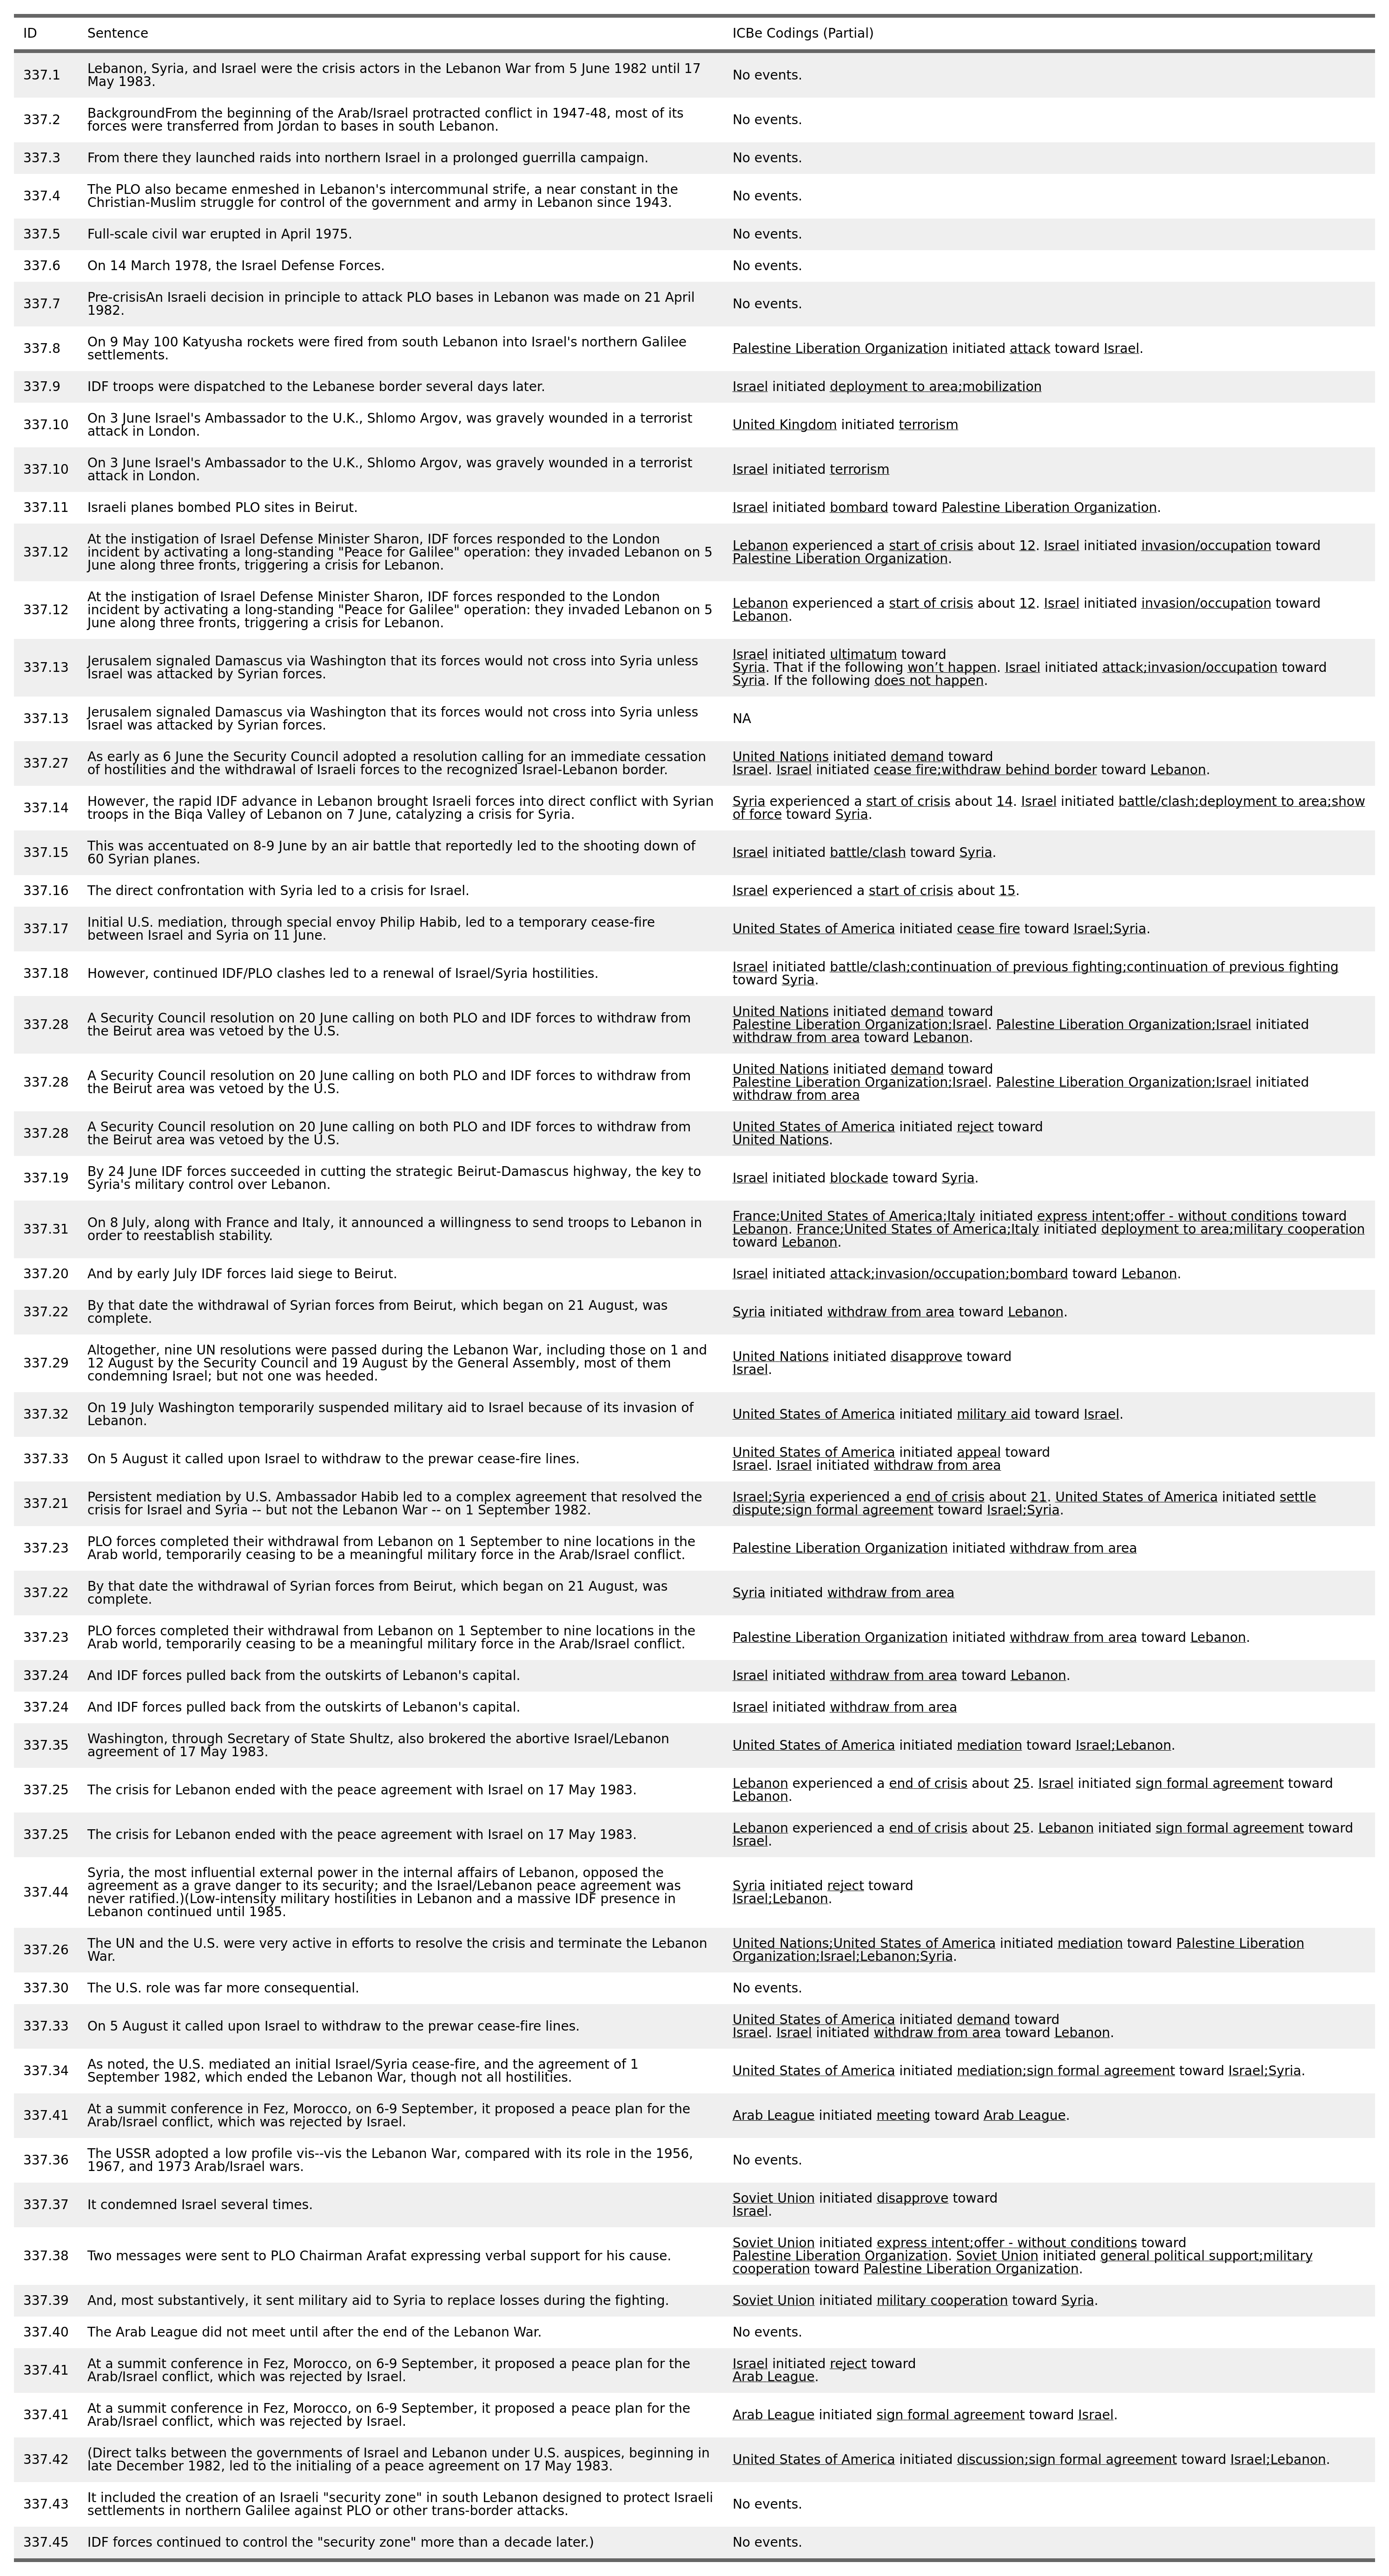 ID Sentence ICBe Codings (Partial)
337.1 Lebanon, Syria, and Israel were the crisis actors in the Lebanon War from 5 June 1982 until 17
May 1983.
No events.
337.2 BackgroundFrom the beginning of the Arab/Israel protracted conflict in 1947-48, most of its
forces were transferred from Jordan to bases in south Lebanon.
No events.
337.3 From there they launched raids into northern Israel in a prolonged guerrilla campaign. No events.
337.4 The PLO also became enmeshed in Lebanon's intercommunal strife, a near constant in the
Christian-Muslim struggle for control of the government and army in Lebanon since 1943.
No events.
337.5 Full-scale civil war erupted in April 1975. No events.
337.6 On 14 March 1978, the Israel Defense Forces. No events.
337.7 Pre-crisisAn Israeli decision in principle to attack PLO bases in Lebanon was made on 21 April
1982.
No events.
337.8 On 9 May 100 Katyusha rockets were fired from south Lebanon into Israel's northern Galilee
settlements.
Palestine Liberation Organization initiated attack toward Israel.
337.9 IDF troops were dispatched to the Lebanese border several days later. Israel initiated deployment to area;mobilization
337.10 On 3 June Israel's Ambassador to the U.K., Shlomo Argov, was gravely wounded in a terrorist
attack in London.
United Kingdom initiated terrorism
337.10 On 3 June Israel's Ambassador to the U.K., Shlomo Argov, was gravely wounded in a terrorist
attack in London.
Israel initiated terrorism
337.11 Israeli planes bombed PLO sites in Beirut. Israel initiated bombard toward Palestine Liberation Organization.
337.12 At the instigation of Israel Defense Minister Sharon, IDF forces responded to the London
incident by activating a long-standing "Peace for Galilee" operation: they invaded Lebanon on 5
June along three fronts, triggering a crisis for Lebanon.
Lebanon experienced a start of crisis about 12. Israel initiated invasion/occupation toward
Palestine Liberation Organization.
337.12 At the instigation of Israel Defense Minister Sharon, IDF forces responded to the London
incident by activating a long-standing "Peace for Galilee" operation: they invaded Lebanon on 5
June along three fronts, triggering a crisis for Lebanon.
Lebanon experienced a start of crisis about 12. Israel initiated invasion/occupation toward
Lebanon.
337.13 Jerusalem signaled Damascus via Washington that its forces would not cross into Syria unless
Israel was attacked by Syrian forces.
Israel initiated ultimatum toward
Syria. That if the following won’t happen. Israel initiated attack;invasion/occupation toward
Syria. If the following does not happen.
337.13 Jerusalem signaled Damascus via Washington that its forces would not cross into Syria unless
Israel was attacked by Syrian forces.
NA
337.27 As early as 6 June the Security Council adopted a resolution calling for an immediate cessation
of hostilities and the withdrawal of Israeli forces to the recognized Israel-Lebanon border.
United Nations initiated demand toward
Israel. Israel initiated cease fire;withdraw behind border toward Lebanon.
337.14 However, the rapid IDF advance in Lebanon brought Israeli forces into direct conflict with Syrian
troops in the Biqa Valley of Lebanon on 7 June, catalyzing a crisis for Syria.
Syria experienced a start of crisis about 14. Israel initiated battle/clash;deployment to area;show
of force toward Syria.
337.15 This was accentuated on 8-9 June by an air battle that reportedly led to the shooting down of
60 Syrian planes.
Israel initiated battle/clash toward Syria.
337.16 The direct confrontation with Syria led to a crisis for Israel. Israel experienced a start of crisis about 15.
337.17 Initial U.S. mediation, through special envoy Philip Habib, led to a temporary cease-fire
between Israel and Syria on 11 June.
United States of America initiated cease fire toward Israel;Syria.
337.18 However, continued IDF/PLO clashes led to a renewal of Israel/Syria hostilities.
Israel initiated battle/clash;continuation of previous fighting;continuation of previous fighting
toward Syria.
337.28 A Security Council resolution on 20 June calling on both PLO and IDF forces to withdraw from
the Beirut area was vetoed by the U.S.
United Nations initiated demand toward
Palestine Liberation Organization;Israel. Palestine Liberation Organization;Israel initiated
withdraw from area toward Lebanon.
337.28 A Security Council resolution on 20 June calling on both PLO and IDF forces to withdraw from
the Beirut area was vetoed by the U.S.
United Nations initiated demand toward
Palestine Liberation Organization;Israel. Palestine Liberation Organization;Israel initiated
withdraw from area
337.28 A Security Council resolution on 20 June calling on both PLO and IDF forces to withdraw from
the Beirut area was vetoed by the U.S.
United States of America initiated reject toward
United Nations.
337.19 By 24 June IDF forces succeeded in cutting the strategic Beirut-Damascus highway, the key to
Syria's military control over Lebanon.
Israel initiated blockade toward Syria.
337.31 On 8 July, along with France and Italy, it announced a willingness to send troops to Lebanon in
order to reestablish stability.
France;United States of America;Italy initiated express intent;offer - without conditions toward
Lebanon. France;United States of America;Italy initiated deployment to area;military cooperation
toward Lebanon.
337.20 And by early July IDF forces laid siege to Beirut. Israel initiated attack;invasion/occupation;bombard toward Lebanon.
337.22 By that date the withdrawal of Syrian forces from Beirut, which began on 21 August, was
complete.
Syria initiated withdraw from area toward Lebanon.
337.29 Altogether, nine UN resolutions were passed during the Lebanon War, including those on 1 and
12 August by the Security Council and 19 August by the General Assembly, most of them
condemning Israel; but not one was heeded.
United Nations initiated disapprove toward
Israel.
337.32 On 19 July Washington temporarily suspended military aid to Israel because of its invasion of
Lebanon.
United States of America initiated military aid toward Israel.
337.33 On 5 August it called upon Israel to withdraw to the prewar cease-fire lines.
United States of America initiated appeal toward
Israel. Israel initiated withdraw from area
337.21 Persistent mediation by U.S. Ambassador Habib led to a complex agreement that resolved the
crisis for Israel and Syria -- but not the Lebanon War -- on 1 September 1982.
Israel;Syria experienced a end of crisis about 21. United States of America initiated settle
dispute;sign formal agreement toward Israel;Syria.
337.23 PLO forces completed their withdrawal from Lebanon on 1 September to nine locations in the
Arab world, temporarily ceasing to be a meaningful military force in the Arab/Israel conflict.
Palestine Liberation Organization initiated withdraw from area
337.22 By that date the withdrawal of Syrian forces from Beirut, which began on 21 August, was
complete.
Syria initiated withdraw from area
337.23 PLO forces completed their withdrawal from Lebanon on 1 September to nine locations in the
Arab world, temporarily ceasing to be a meaningful military force in the Arab/Israel conflict.
Palestine Liberation Organization initiated withdraw from area toward Lebanon.
337.24 And IDF forces pulled back from the outskirts of Lebanon's capital. Israel initiated withdraw from area toward Lebanon.
337.24 And IDF forces pulled back from the outskirts of Lebanon's capital. Israel initiated withdraw from area
337.35 Washington, through Secretary of State Shultz, also brokered the abortive Israel/Lebanon
agreement of 17 May 1983.
United States of America initiated mediation toward Israel;Lebanon.
337.25 The crisis for Lebanon ended with the peace agreement with Israel on 17 May 1983.
Lebanon experienced a end of crisis about 25. Israel initiated sign formal agreement toward
Lebanon.
337.25 The crisis for Lebanon ended with the peace agreement with Israel on 17 May 1983.
Lebanon experienced a end of crisis about 25. Lebanon initiated sign formal agreement toward
Israel.
337.44 Syria, the most influential external power in the internal affairs of Lebanon, opposed the
agreement as a grave danger to its security; and the Israel/Lebanon peace agreement was
never ratified.)(Low-intensity military hostilities in Lebanon and a massive IDF presence in
Lebanon continued until 1985.
Syria initiated reject toward
Israel;Lebanon.
337.26 The UN and the U.S. were very active in efforts to resolve the crisis and terminate the Lebanon
War.
United Nations;United States of America initiated mediation toward Palestine Liberation
Organization;Israel;Lebanon;Syria.
337.30 The U.S. role was far more consequential. No events.
337.33 On 5 August it called upon Israel to withdraw to the prewar cease-fire lines.
United States of America initiated demand toward
Israel. Israel initiated withdraw from area toward Lebanon.
337.34 As noted, the U.S. mediated an initial Israel/Syria cease-fire, and the agreement of 1
September 1982, which ended the Lebanon War, though not all hostilities.
United States of America initiated mediation;sign formal agreement toward Israel;Syria.
337.41 At a summit conference in Fez, Morocco, on 6-9 September, it proposed a peace plan for the
Arab/Israel conflict, which was rejected by Israel.
Arab League initiated meeting toward Arab League.
337.36 The USSR adopted a low profile vis--vis the Lebanon War, compared with its role in the 1956,
1967, and 1973 Arab/Israel wars.
No events.
337.37 It condemned Israel several times.
Soviet Union initiated disapprove toward
Israel.
337.38 Two messages were sent to PLO Chairman Arafat expressing verbal support for his cause.
Soviet Union initiated express intent;offer - without conditions toward
Palestine Liberation Organization. Soviet Union initiated general political support;military
cooperation toward Palestine Liberation Organization.
337.39 And, most substantively, it sent military aid to Syria to replace losses during the fighting. Soviet Union initiated military cooperation toward Syria.
337.40 The Arab League did not meet until after the end of the Lebanon War. No events.
337.41 At a summit conference in Fez, Morocco, on 6-9 September, it proposed a peace plan for the
Arab/Israel conflict, which was rejected by Israel.
Israel initiated reject toward
Arab League.
337.41 At a summit conference in Fez, Morocco, on 6-9 September, it proposed a peace plan for the
Arab/Israel conflict, which was rejected by Israel.
Arab League initiated sign formal agreement toward Israel.
337.42 (Direct talks between the governments of Israel and Lebanon under U.S. auspices, beginning in
late December 1982, led to the initialing of a peace agreement on 17 May 1983.
United States of America initiated discussion;sign formal agreement toward Israel;Lebanon.
337.43 It included the creation of an Israeli "security zone" in south Lebanon designed to protect Israeli
settlements in northern Galilee against PLO or other trans-border attacks.
No events.
337.45 IDF forces continued to control the "security zone" more than a decade later.) No events.